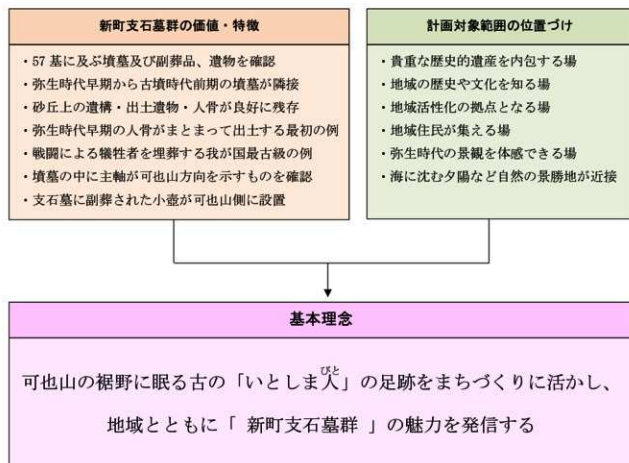 新町支石墓群の価値・特徴
・57 基に及ぶ墳墓及び副葬品、遺物を確認
・弥生時代早期から古墳時代前期の墳墓が隣接
・砂丘上の遺構・出土遺物・人骨が良好に残存
・弥生時代早期の人骨がまとまって出土する最初の例
・戦闘による犠牲者を埋葬する我が国最古級の例
・墳墓の中に主軸が可也山方向を示すものを確認
・支石墓に副葬された小壺が可也山側に設置
計画対象範囲の位置づけ
・貴重な歴史的遺産を内包する場
・地域の歴史や文化を知る場
・地域活性化の拠点となる場
・地域住民が集える場
・弥生時代の景観を体感できる場
・海に沈む夕陽など自然の景勝地が近接
基本理念
びと
可也山の裾野に眠る古の「いとしま人」の足跡をまちづくりに活かし、
地域とともに「 新町支石墓群 」の魅力を発信する